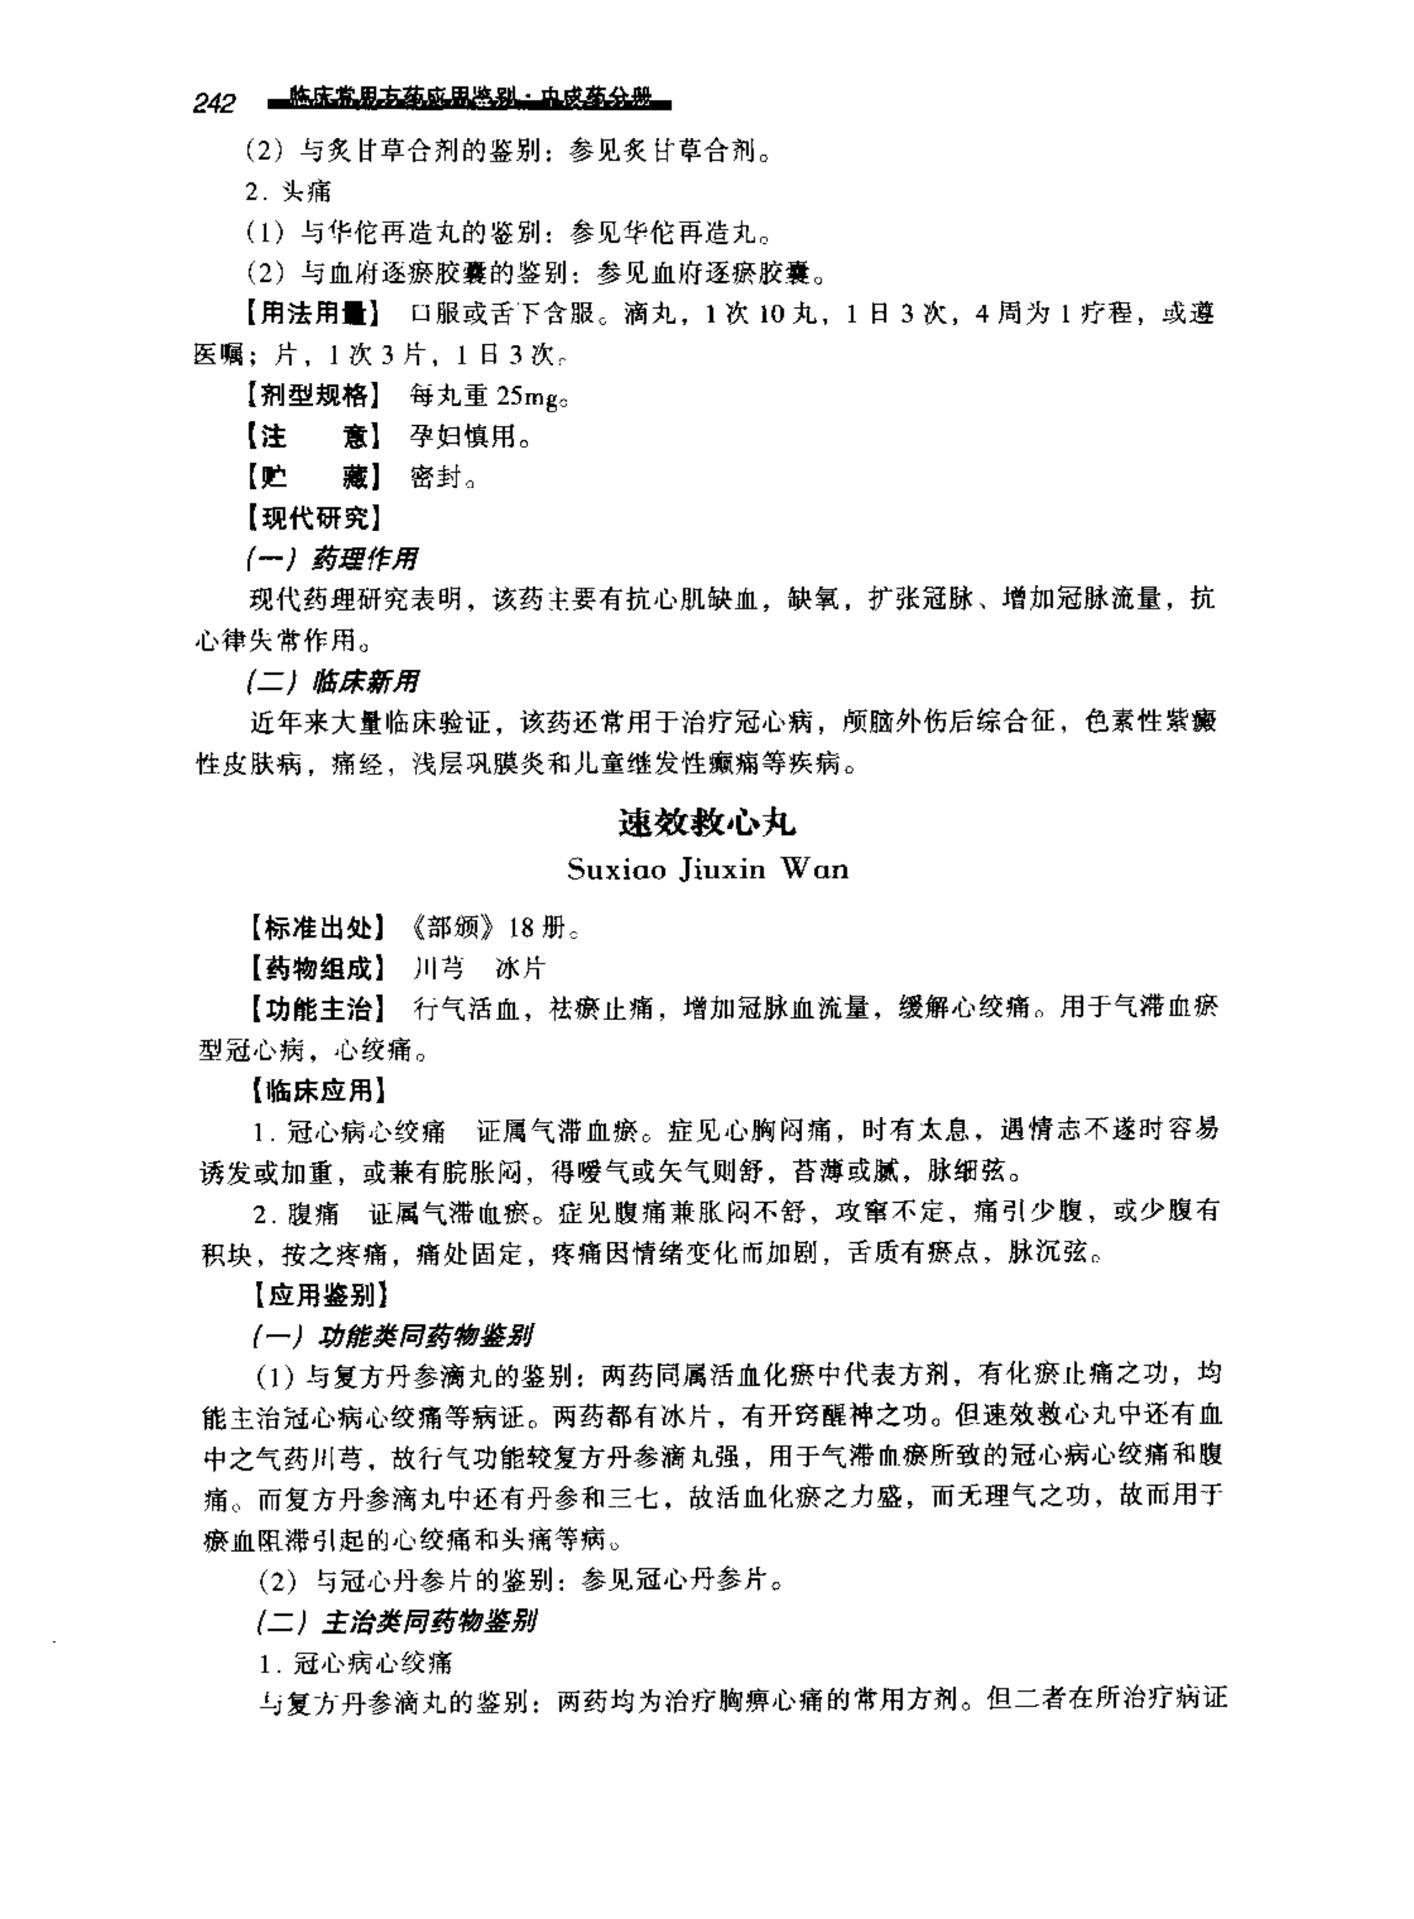 242 临床常用方药应用鉴别·中成药分册
(2) 与炙甘草合剂的鉴别：参见炙甘草合剂。
2. 头痛
(1) 与华佗再造丸的鉴别：参见华佗再造丸。
(2) 与血府逐瘀胶囊的鉴别：参见血府逐瘀胶囊。
【用法用量】 口服或舌下含服。滴丸，1次10丸，1日3次，4周为1疗程，或遵
医嘱；片，1次3片，1日3次。
【剂型规格】 每丸重25mg。
【注　　意】 孕妇慎用。
【贮　　藏】 密封。
【现代研究】
(一) 药理作用
现代药理研究表明，该药主要有抗心肌缺血，缺氧，扩张冠脉、增加冠脉流量，抗
心律失常作用。
(二) 临床新用
近年来大量临床验证，该药还常用于治疗冠心病，颅脑外伤后综合征，色素性紫癜
性皮肤病，痛经，浅层巩膜炎和儿童继发性癫痫等疾病。
速效救心丸
Suxiao Jiuxin Wan
【标准出处】《部颁》18册。
【药物组成】 川芎　冰片
【功能主治】 行气活血，祛瘀止痛，增加冠脉血流量，缓解心绞痛。用于气滞血瘀
型冠心病，心绞痛。
【临床应用】
1. 冠心病心绞痛　证属气滞血瘀。症见心胸闷痛，时有太息，遇情志不遂时容易
诱发或加重，或兼有脘胀闷，得嗳气或矢气则舒，苔薄或腻，脉细弦。
2. 腹痛　证属气滞血瘀。症见腹痛兼胀闷不舒，攻窜不定，痛引少腹，或少腹有
积块，按之疼痛，痛处固定，疼痛因情绪变化而加剧，舌质有瘀点，脉沉弦。
【应用鉴别】
(一) 功能类同药物鉴别
(1) 与复方丹参滴丸的鉴别：两药同属活血化瘀中代表方剂，有化瘀止痛之功，均
能主治冠心病心绞痛等病证。两药都有冰片，有开窍醒神之功。但速效救心丸中还有血
中之气药川芎，故行气功能较复方丹参滴丸强，用于气滞血瘀所致的冠心病心绞痛和腹
痛。而复方丹参滴丸中还有丹参和三七，故活血化瘀之力盛，而无理气之功，故而用于
瘀血阻滞引起的心绞痛和头痛等病。
(2) 与冠心丹参片的鉴别：参见冠心丹参片。
(二) 主治类同药物鉴别
1. 冠心病心绞痛
与复方丹参滴丸的鉴别：两药均为治疗胸痹心痛的常用方剂。但二者在所治疗病证